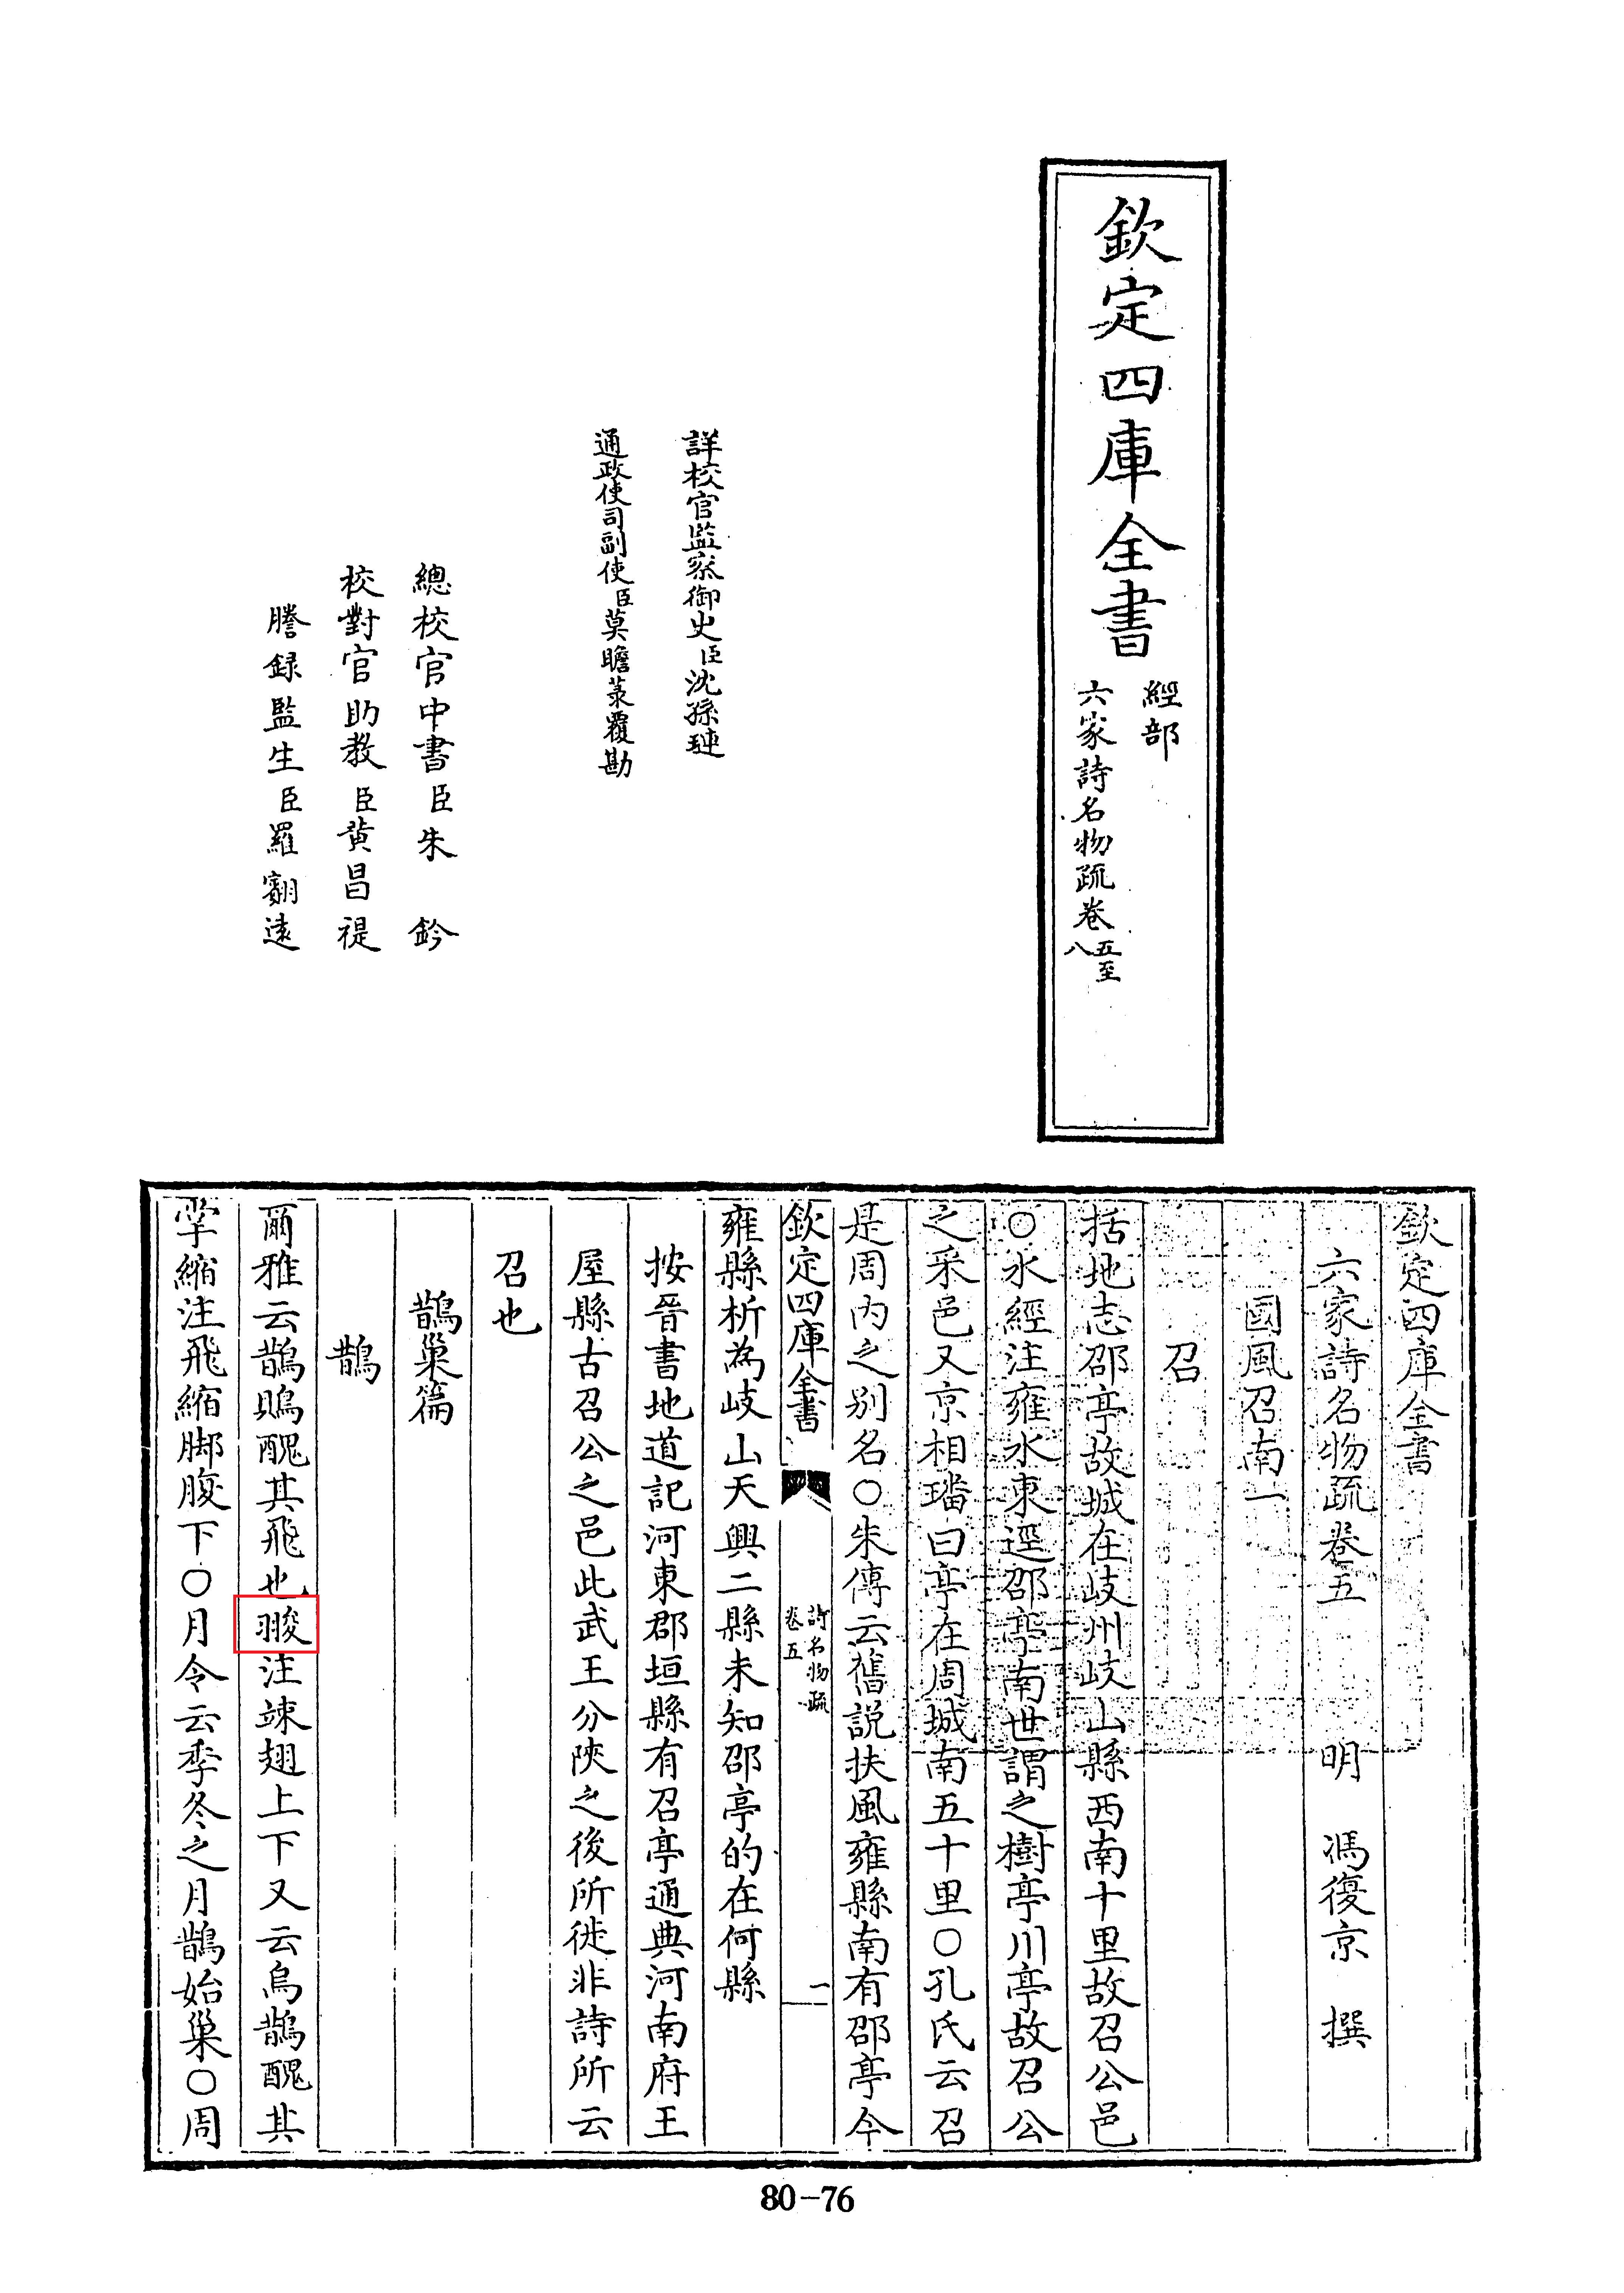 欽定四庫全書
經部
六家詩名物疏卷五至八
詳校官監察御史臣沈孫璉
通政使司副使臣莫瞻菉覆勘
總校官中書臣朱鈐
校對官助教臣黃昌禔
謄録監生臣羅翶遠
欽定四庫全書
六家詩名物疏卷五
明 馮復京 撰
國風召南一
召
括地志邵亭故城在岐州岐山縣西南十里故召公邑
○水經注雍水東逕邵亭南世謂之樹亭川亭故召公
之采邑又京相璠曰亭在周城南五十里○孔氏云召
是周内之别名○朱傳云舊說扶風雍縣南有邵亭今
欽定四庫全書
詩名物疏
卷五
一
雍縣析為岐山天興二縣未知邵亭的在何縣
按晉書地道記河東郡垣縣有召亭通典河南府王
屋縣古召公之邑此武王分陝之後所徙非詩所云
召也
鵲巢篇
鵲
爾雅云鵲鵙醜其飛也翪注竦翅上下又云烏鵲醜其
掌縮注飛縮脚腹下○月令云季冬之月鵲始巢○周
80-76